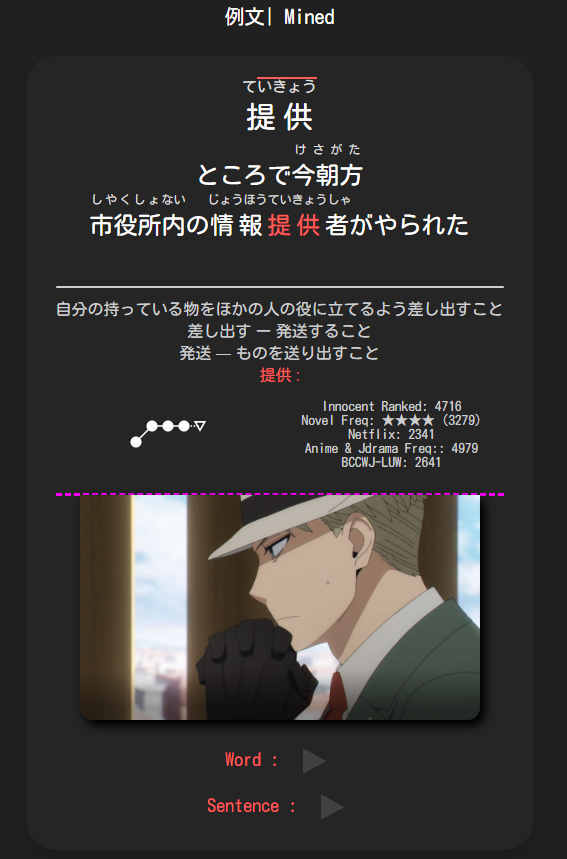 例文| Mined
ていきょう
提供
けさがた
ところで今朝方
しやくしょない じょうほうていきょうしゃ
市役所内の情報提供者がやられた
自分の持っている物をほかの人の役に立てるよう差し出すこと
差し出す ー 発送すること
発送 — ものを送り出すこと
提供 :
Innocent Ranked: 4716
Novel Freq: ★★★★ (3279)
Netflix: 2341
Anime & Jdrama Freq:: 4979
BCCWJ-LUW: 2641
Word :
Sentence :